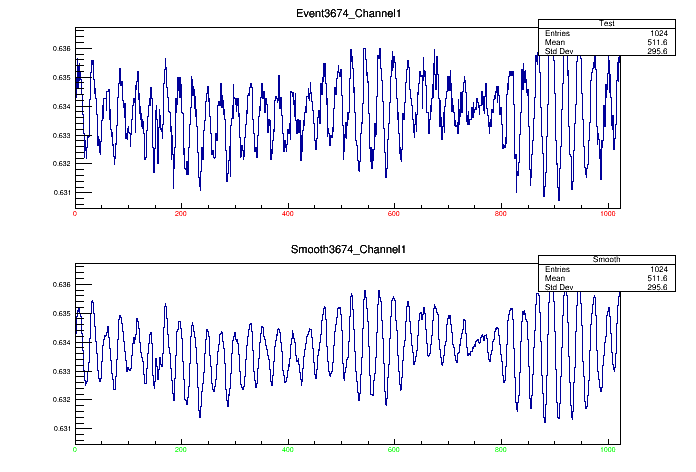 Event3674_Channel1
Test
Entries 1024
Mean 511.6
Std Dev 295.6
0.636
0.635
0.634
0.633
0.632
0.631
0 200 400 600 800 1000
Smooth3674_Channel1
Smooth
Entries 1024
Mean 511.6
Std Dev 295.6
0.636
0.635
0.634
0.633
0.632
0.631
0 200 400 600 800 1000